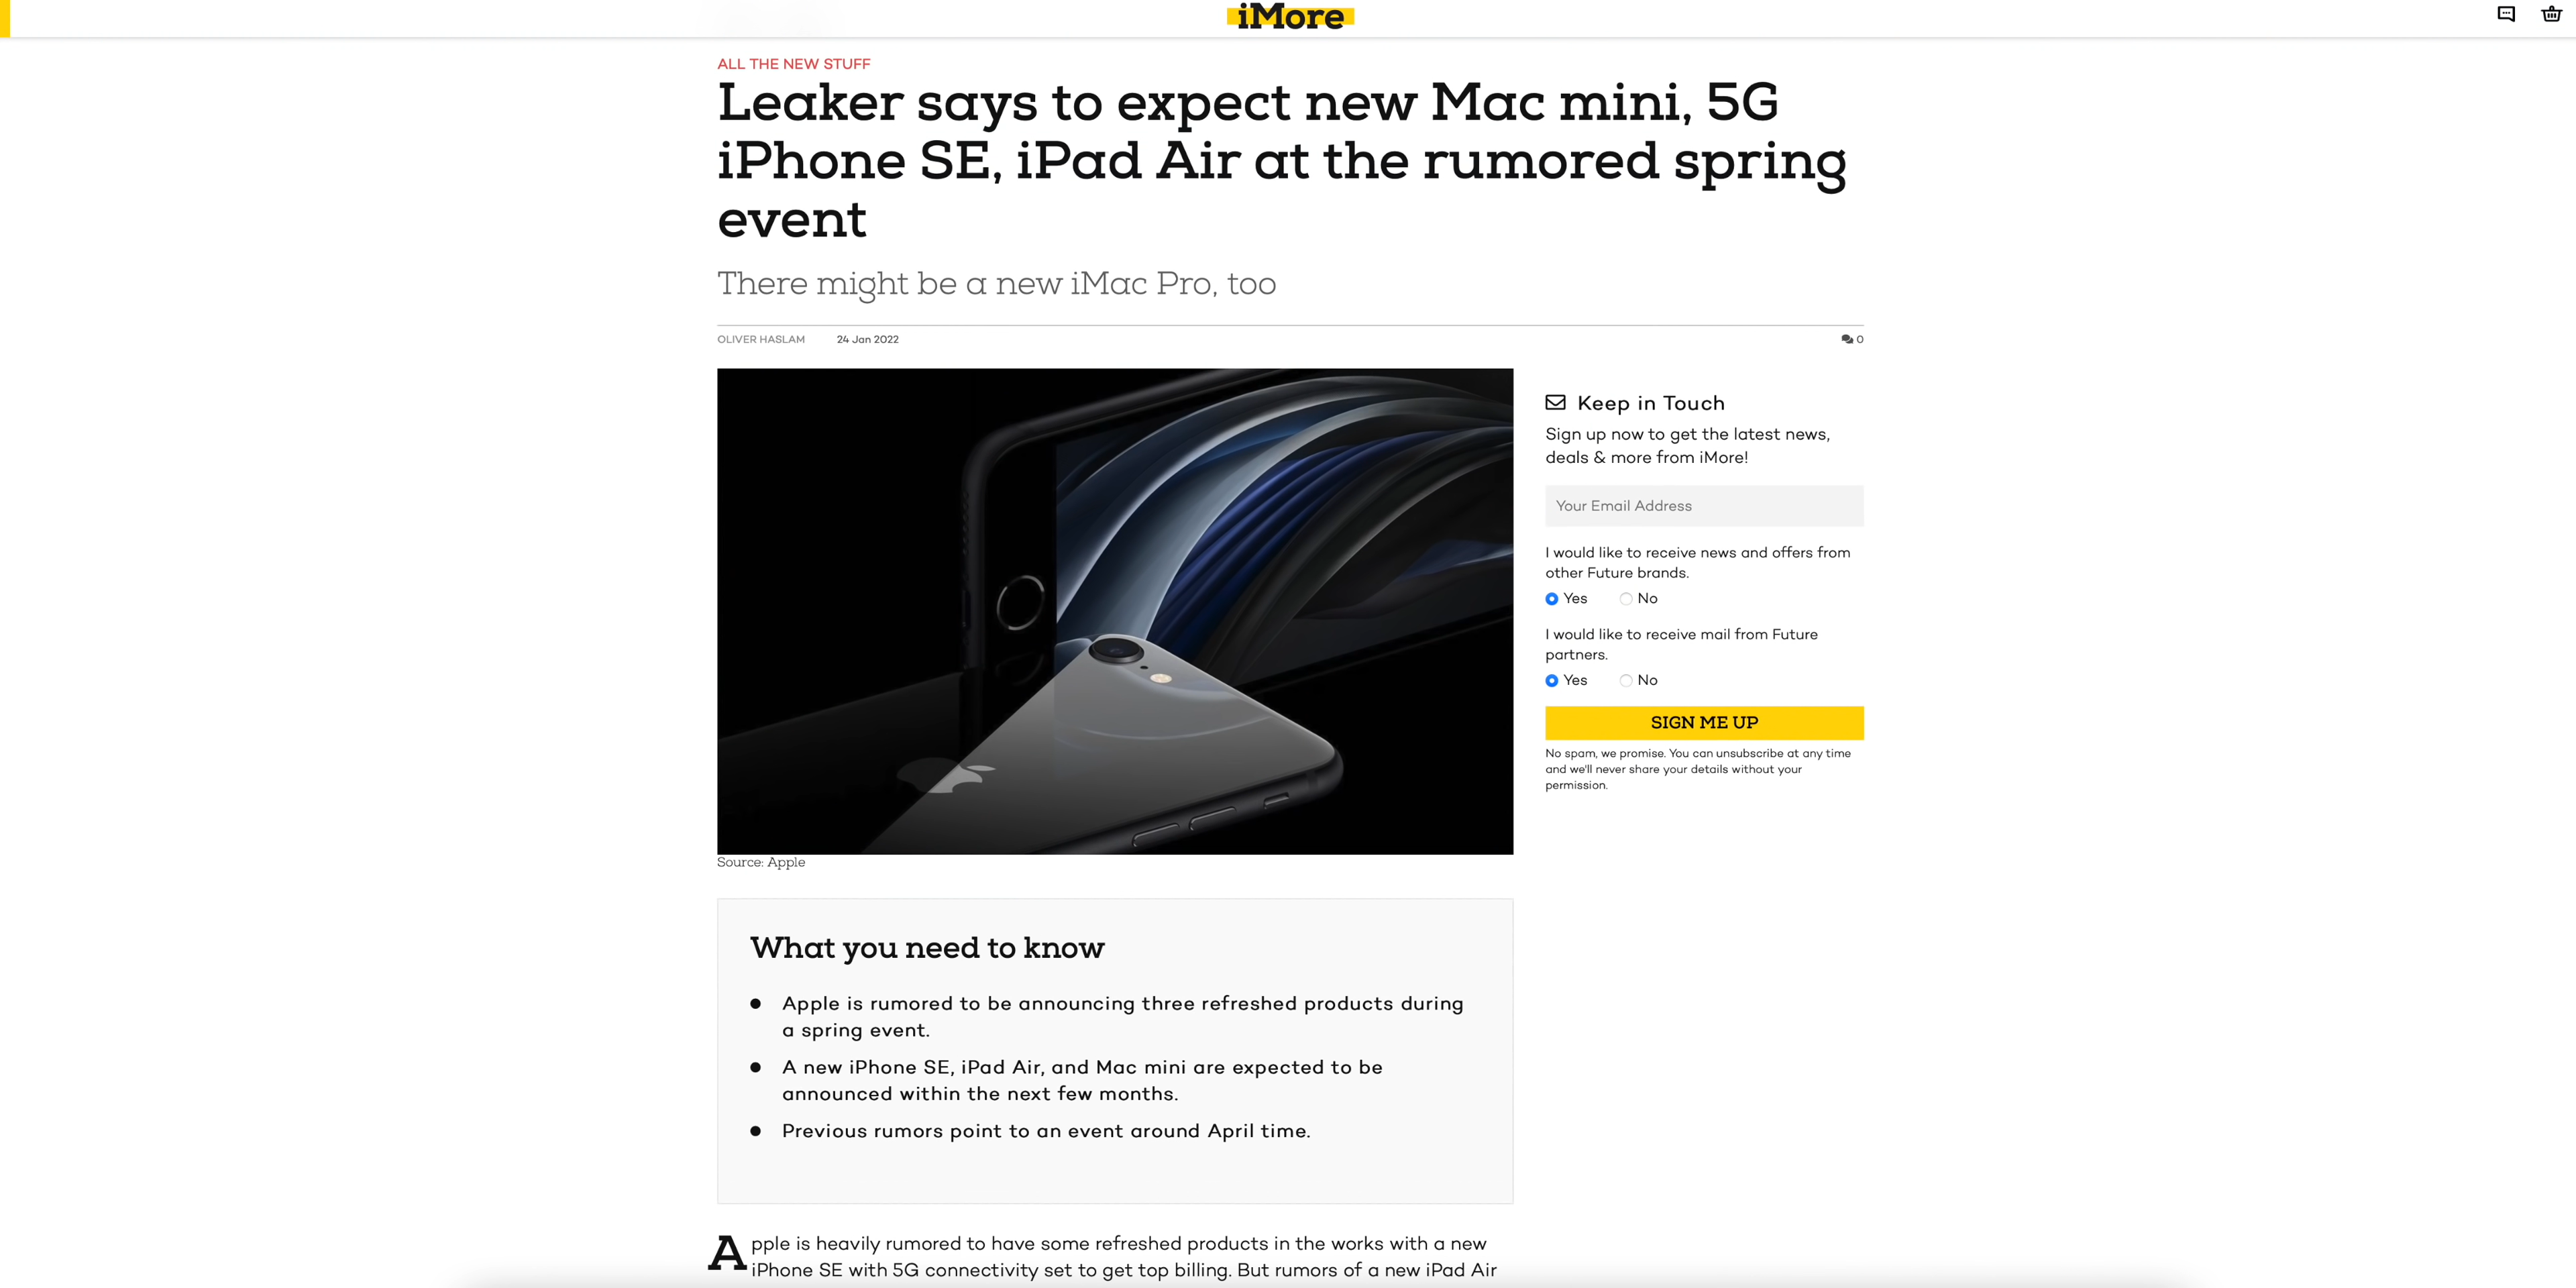 iMore
ALL THE NEW STUFF
Leaker says to expect new Mac mini, 5G
iPhone SE, iPad Air at the rumored spring
event
There might be a new iMac Pro, too
OLIVER HASLAM 24 Jan 2022 0
Keep in Touch
Sign up now to get the latest news,
deals & more from iMore!
Your Email Address
I would like to receive news and offers from
other Future brands.
Yes No
I would like to receive mail from Future
partners.
Yes No
SIGN ME UP
No spam, we promise. You can unsubscribe at any time
and we'll never share your details without your
permission.
Source: Apple
What you need to know
Apple is rumored to be announcing three refreshed products during
a spring event.
A new iPhone SE, iPad Air, and Mac mini are expected to be
announced within the next few months.
Previous rumors point to an event around April time.
Apple is heavily rumored to have some refreshed products in the works with a new
iPhone SE with 5G connectivity set to get top billing. But rumors of a new iPad Air